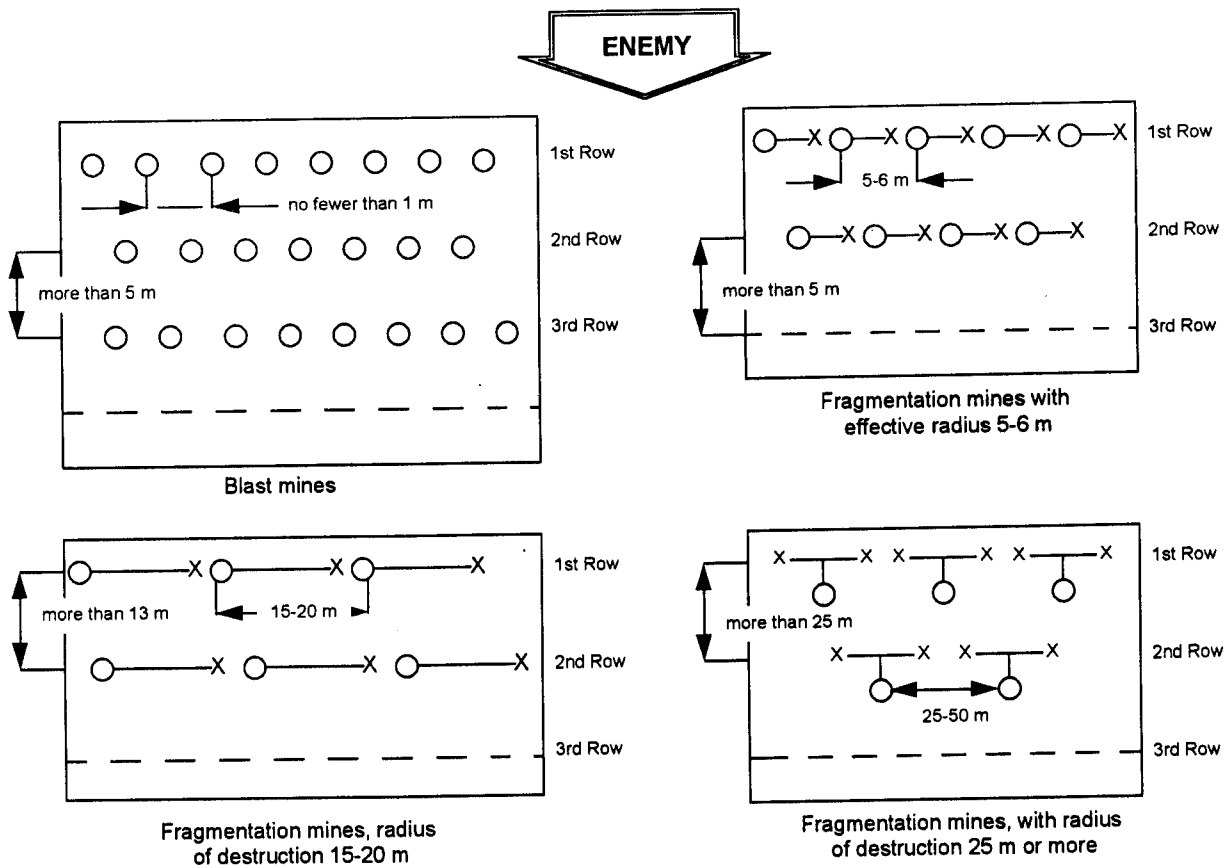 ENEMY
1st Row
no fewer than 1 m
2nd Row
more than 5 m
3rd Row
Blast mines
X X X X X
1st Row
5-6 m
X X X X
2nd Row
more than 5 m
3rd Row
Fragmentation mines with
effective radius 5-6 m
X X X
1st Row
more than 13 m
15-20 m
X X X
2nd Row
3rd Row
Fragmentation mines, radius
of destruction 15-20 m
X X X X X X
1st Row
more than 25 m
X X X X
2nd Row
25-50 m
3rd Row
Fragmentation mines, with radius
of destruction 25 m or more